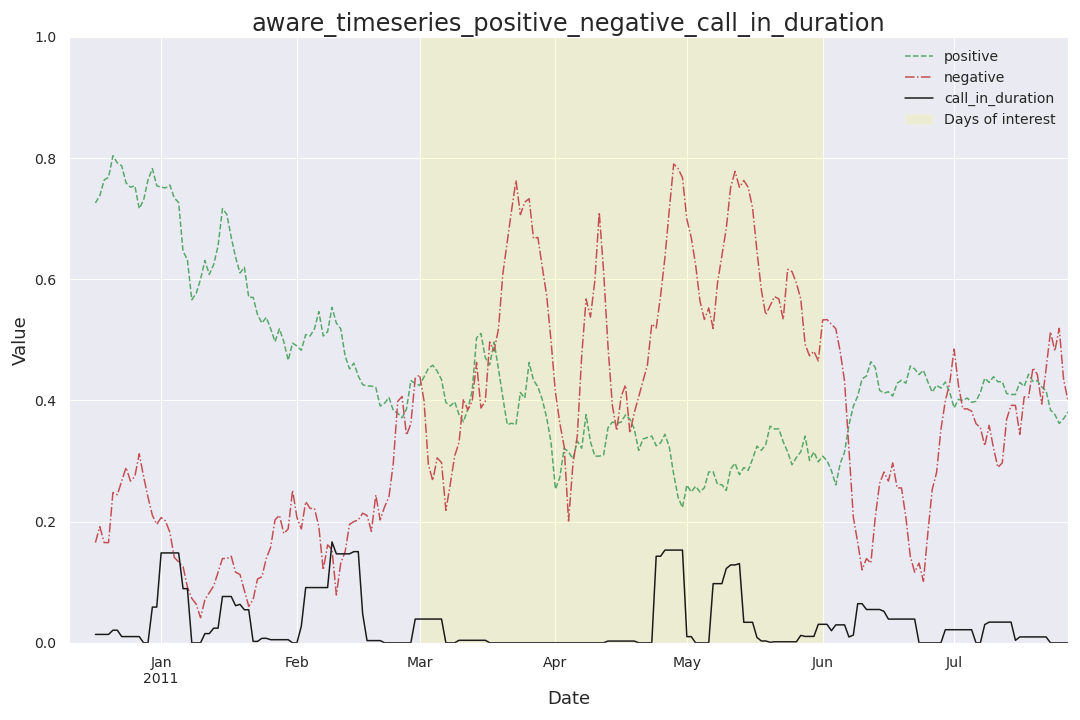 aware_timeseries_positive_negative_call_in_duration
1.0
0.8
0.6
0.4
0.2
0.0
Value
positive
negative
call_in_duration
Days of interest
Jan
2011
Feb
Mar
Apr
May
Jun
Jul
Date